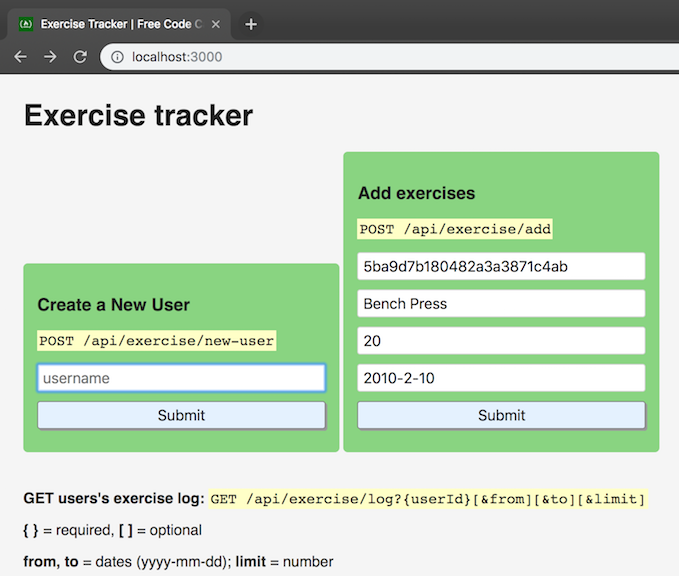 Exercise Tracker | Free Code C
localhost:3000
Exercise tracker
Create a New User
POST /api/exercise/new-user
username
Submit
Add exercises
POST /api/exercise/add
5ba9d7b180482a3a3871c4ab
Bench Press
20
2010-2-10
Submit
GET users's exercise log: GET /api/exercise/log?{userId}[&from][&to][&limit]
{ } = required, [ ] = optional
from, to = dates (yyyy-mm-dd); limit = number